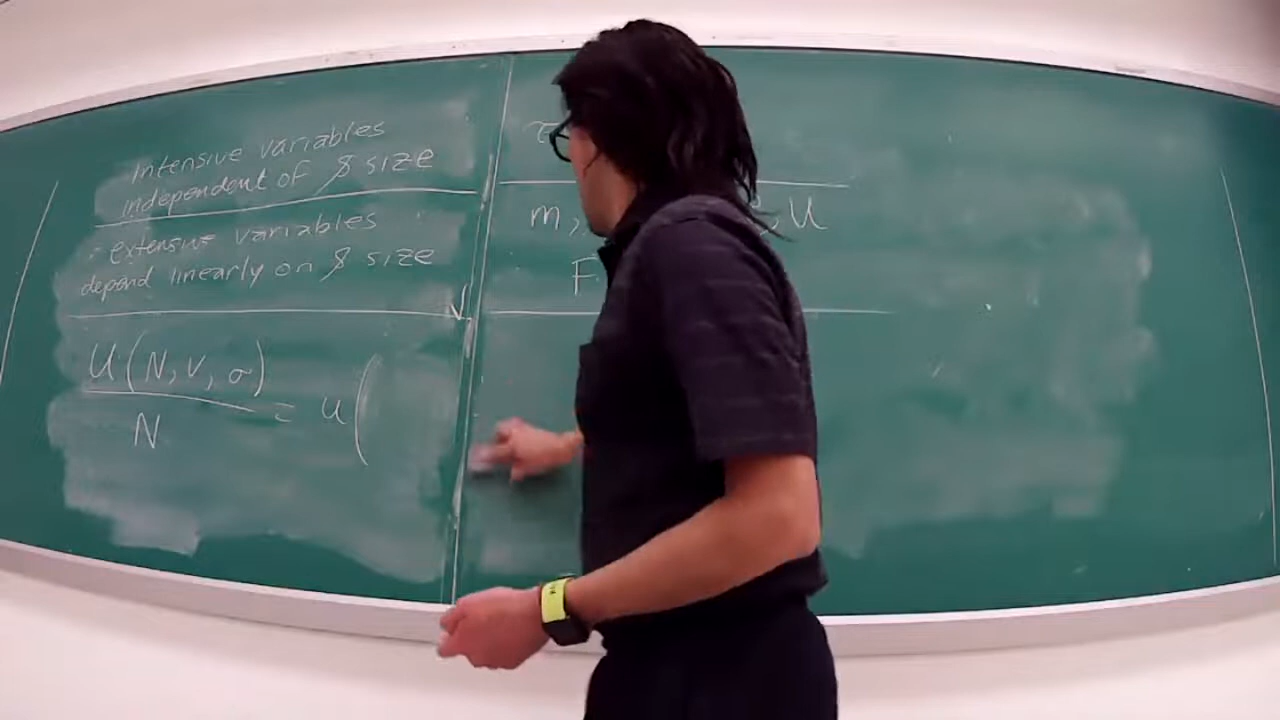 Intensive variables
independent of $ size
extensive variables
depend linearly on $ size
U(N, V, σ)
N
= u(
τ
m, , U
F